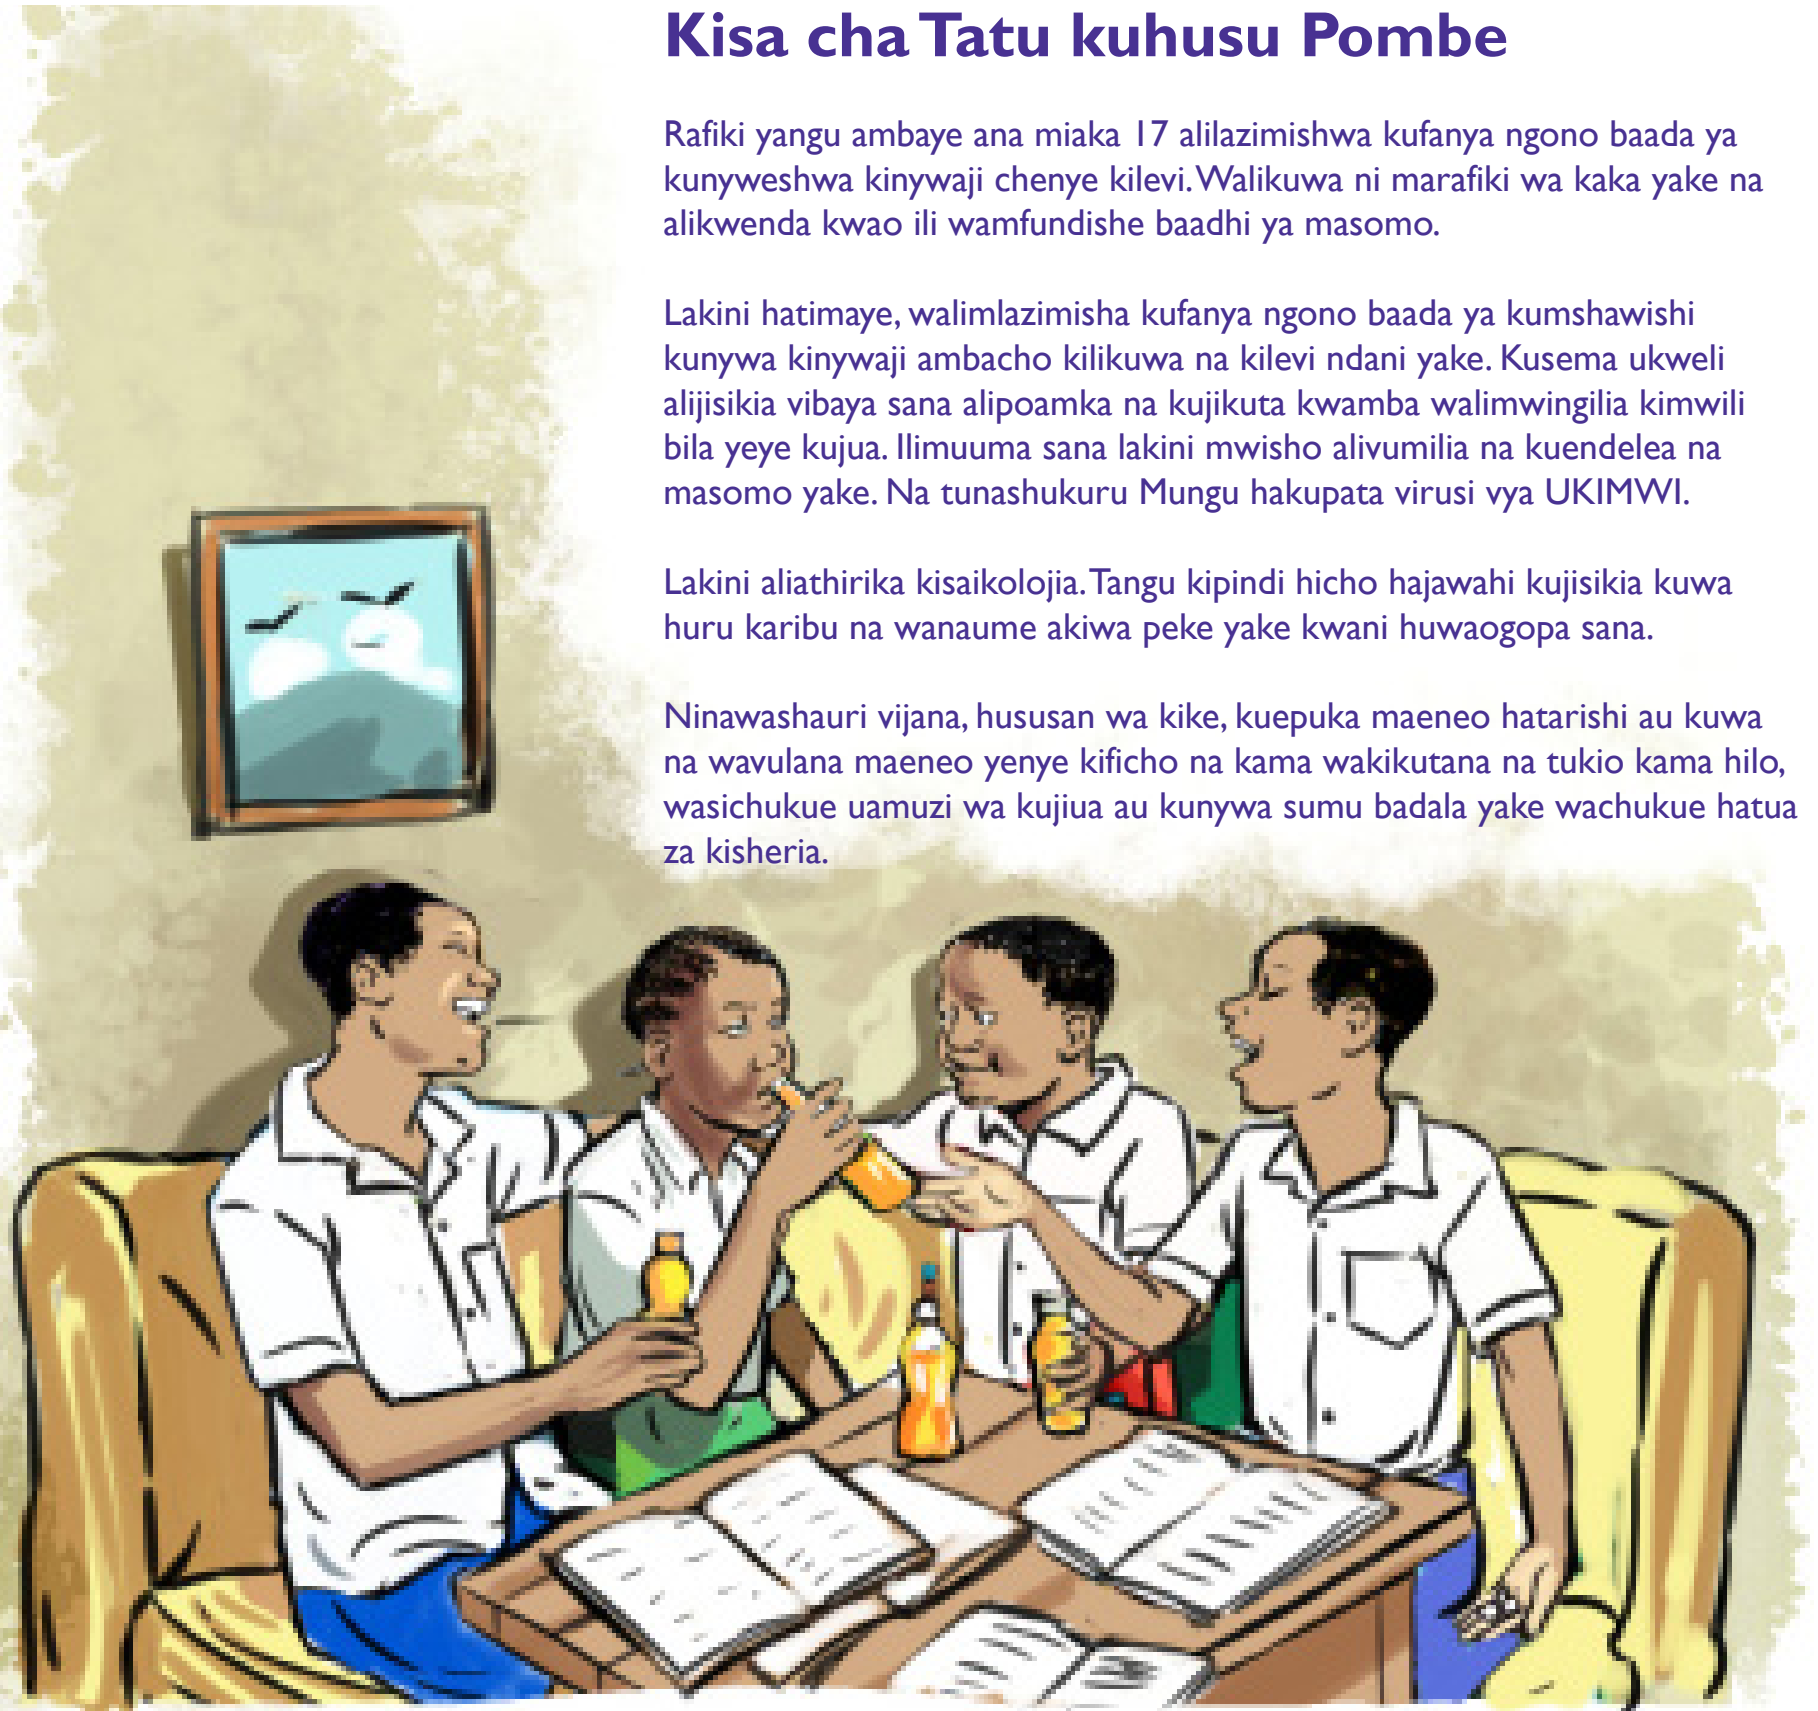 Kisa cha Tatu kuhusu Pombe
Rafiki yangu ambaye ana miaka 17 alilazimishwa kufanya ngono baada ya
kunyweshwa kinywaji chenye kilevi. Walikuwa ni marafiki wa kaka yake na
alikwenda kwao ili wamfundishe baadhi ya masomo.
Lakini hatimaye, walimlazimisha kufanya ngono baada ya kumshawishi
kunywa kinywaji ambacho kilikuwa na kilevi ndani yake. Kusema ukweli
alijisikia vibaya sana alipoamka na kujikuta kwamba walimwingilia kimwili
bila yeye kujua. Ilimuuma sana lakini mwisho alivumilia na kuendelea na
masomo yake. Na tunashukuru Mungu hakupata virusi vya UKIMWI.
Lakini aliathirika kisaikolojia. Tangu kipindi hicho hajawahi kujisikia kuwa
huru karibu na wanaume akiwa peke yake kwani huwaogopa sana.
Ninawashauri vijana, hususan wa kike, kuepuka maeneo hatarishi au kuwa
na wavulana maeneo yenye kificho na kama wakikutana na tukio kama hilo,
wasichukue uamuzi wa kujiua au kunywa sumu badala yake wachukue hatua
za kisheria.